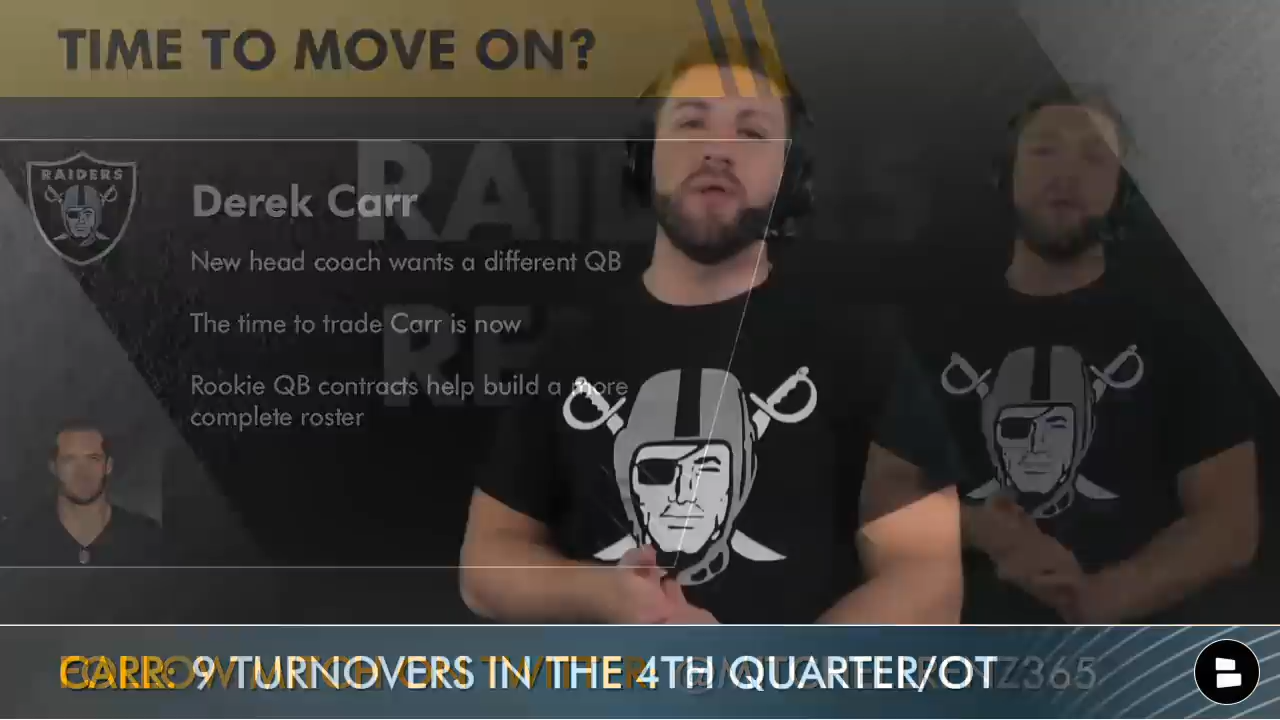 TIME TO MOVE ON?
RAIDERS
RAIDERS
Derek Carr
New head coach wants a different QB
The time to trade Carr is now
Rookie QB contracts help build a more
complete roster
CARR: 9 TURNOVERS IN THE 4TH QUARTER/OT